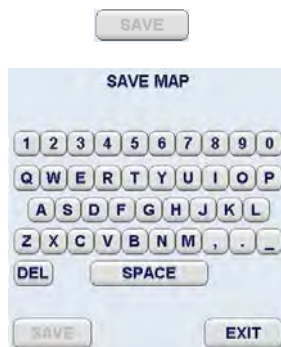 SAVE
SAVE MAP
1 2 3 4 5 6 7 8 9 0
Q W E R T Y U I O P
A S D F G H J K L
Z X C V B N M , . _
DEL SPACE
SAVE EXIT